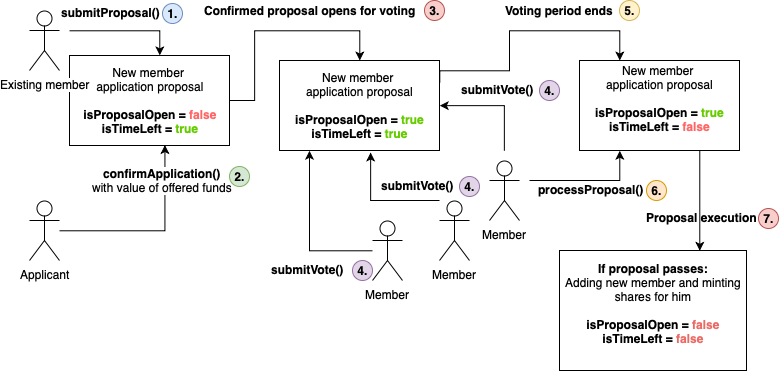 submitProposal() 1.
Existing member
New member
application proposal
isProposalOpen = false
isTimeLeft = true
confirmApplication()
with value of offered funds
2.
Applicant
Confirmed proposal opens for voting 3.
New member
application proposal
isProposalOpen = true
isTimeLeft = true
submitVote() 4.
Member
submitVote() 4.
Member
submitVote() 4.
Member
Voting period ends 5.
New member
application proposal
isProposalOpen = true
isTimeLeft = false
processProposal() 6.
Proposal execution 7.
If proposal passes:
Adding new member and minting
shares for him
isProposalOpen = false
isTimeLeft = false